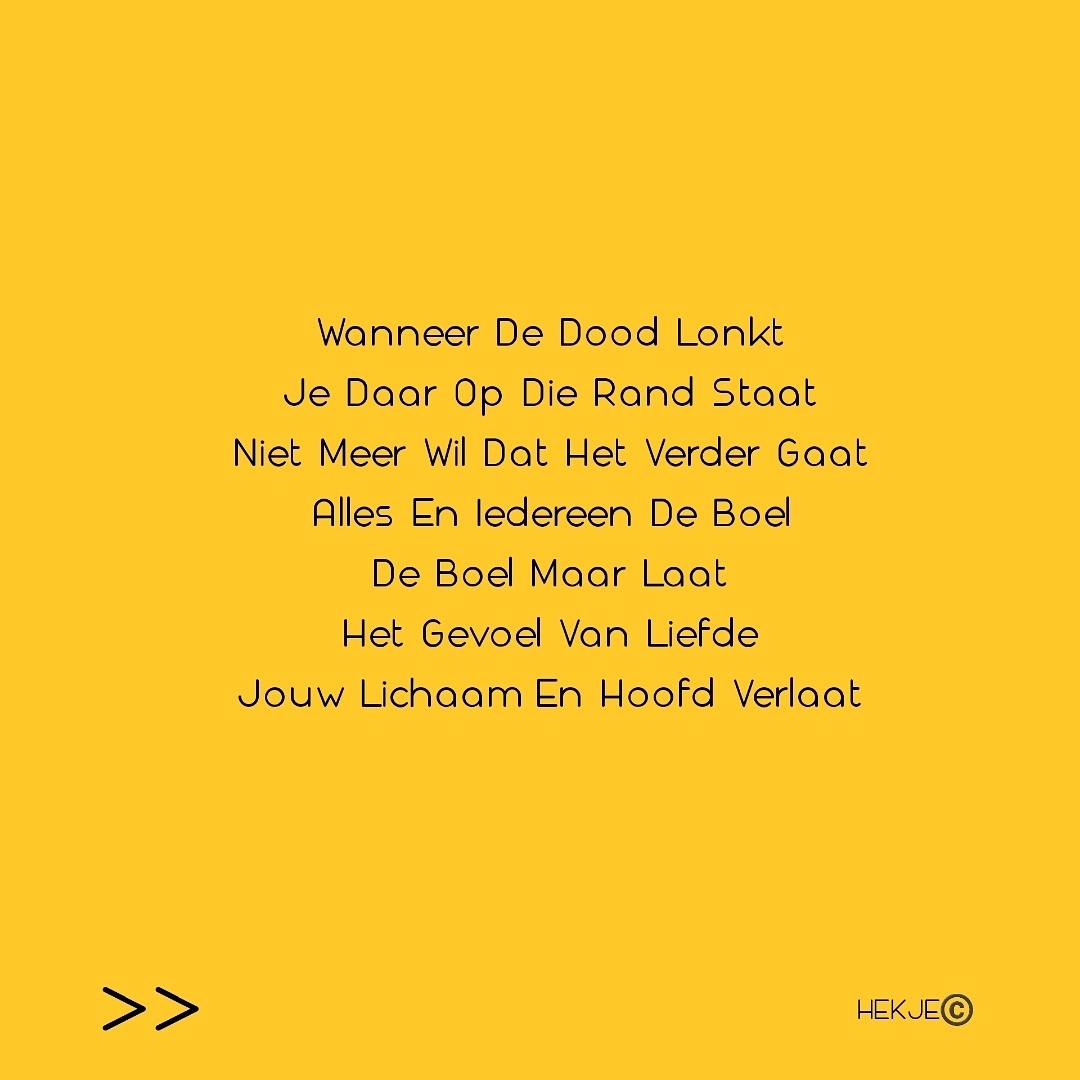 Wanneer De Dood Lonkt
Je Daar Op Die Rand Staat
Niet Meer Wil Dat Het Verder Gaat
Alles En Iedereen De Boel
De Boel Maar Laat
Het Gevoel Van Liefde
Jouw Lichaam En Hoofd Verlaat
>> HEKJE©